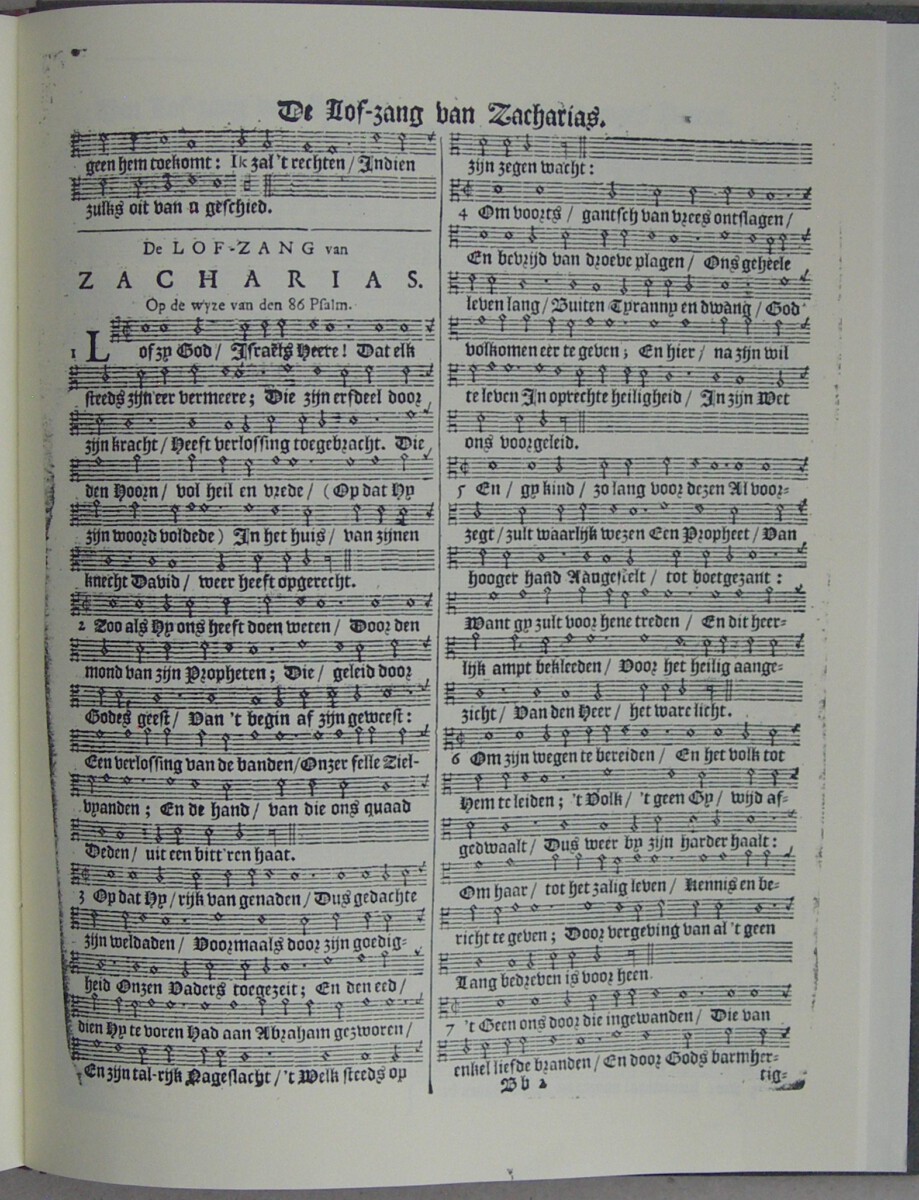 De Lof-zang van Zacharias.
geen hem toekomt: Ik zal 't rechten / Indien
zulks oit van u geschied.
De LOF-ZANG van
ZACHARIAS.
Op de wyze van den 86 Psalm.
1 Lof zy God / Israëls Heere! Dat elk
steeds zijn eer vermeere; Die zijn erfdeel door
zijn kracht / Heeft verlossing toegebracht. Die
den Hoorn / vol heil en vrede / (Op dat Hy
zijn woord voldede) In het huis / van zijnen
knecht David / weer heeft opgerecht.
2 Zoo als Hy ons heeft doen weten / Door den
mond van zijn Propheten; Die / geleid door
Godes geest / Van 't begin af zijn geweest:
Een verlossing van de banden / Onzer felle Ziel-
vyanden; En de hand / van die ons quaad
Deden / uit een bitt'ren haat.
3 Op dat Hy / rijk van genaden / Dus gedachte
zijn weldaden / Voormaals door zijn goedig-
heid Onzen Vaders toegezeit; En den eed /
dien Hy te voren Had aan Abraham gezworen /
En zijn tal-rijk Nageslacht / 't Welk steeds op
zijn zegen wacht:
4 Om voorts / gantsch van vrees ontslagen /
En bevrijd van droeve plagen / Ons geheele
leven lang / Buiten Tyranny en dwang / God
volkomen eer te geven; En hier / na zijn wil
te leven In oprechte heiligheid / In zijn Wet
ons voorgeleid.
5 En / gy kind / zo lang voor dezen Al voor-
zegt / zult waarlijk wezen Een Propheet / Van
hooger hand Aangestelt / tot boetgezant:
Want gy zult voor hene treden / En dit heer-
lijk ampt bekleeden / Voor het heilig aange-
zicht / Van den Heer / het ware licht.
6 Om zijn wegen te bereiden / En het volk tot
Hem te leiden; 't Volk / 't geen Gy / wijd af-
gedwaalt / Dus weer by zijn harder haalt:
Om haar / tot het zalig leven / Kennis en be-
richt te geven; Door vergeving van al 't geen
Lang bedreven is voor heen.
7 't Geen ons door die ingewanden / Die van
enkel liefde branden / En door Gods barmher-
Bb 2 tig-